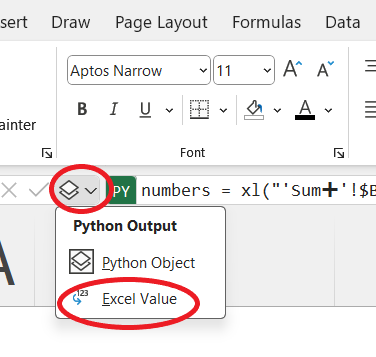 sert Draw Page Layout Formulas Data
Aptos Narrow 11 A A
ainter B I U A
Font
PY numbers = xl("'Sum➕'!$B
Python Output
Python Object
123 Excel Value
A